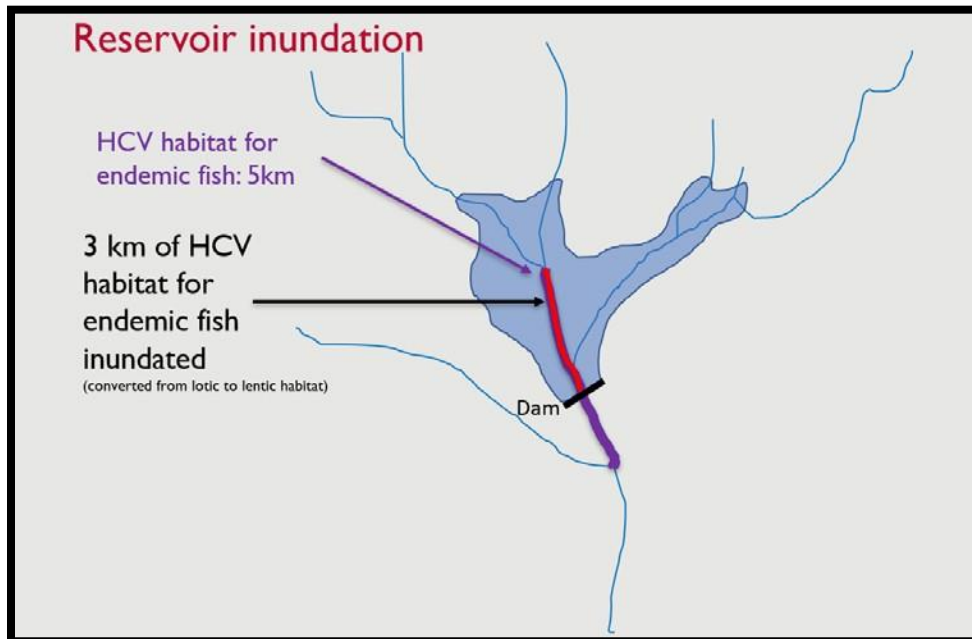 Reservoir inundation
HCV habitat for
endemic fish: 5km
3 km of HCV
habitat for
endemic fish
inundated
(converted from lotic to lentic habitat)
Dam